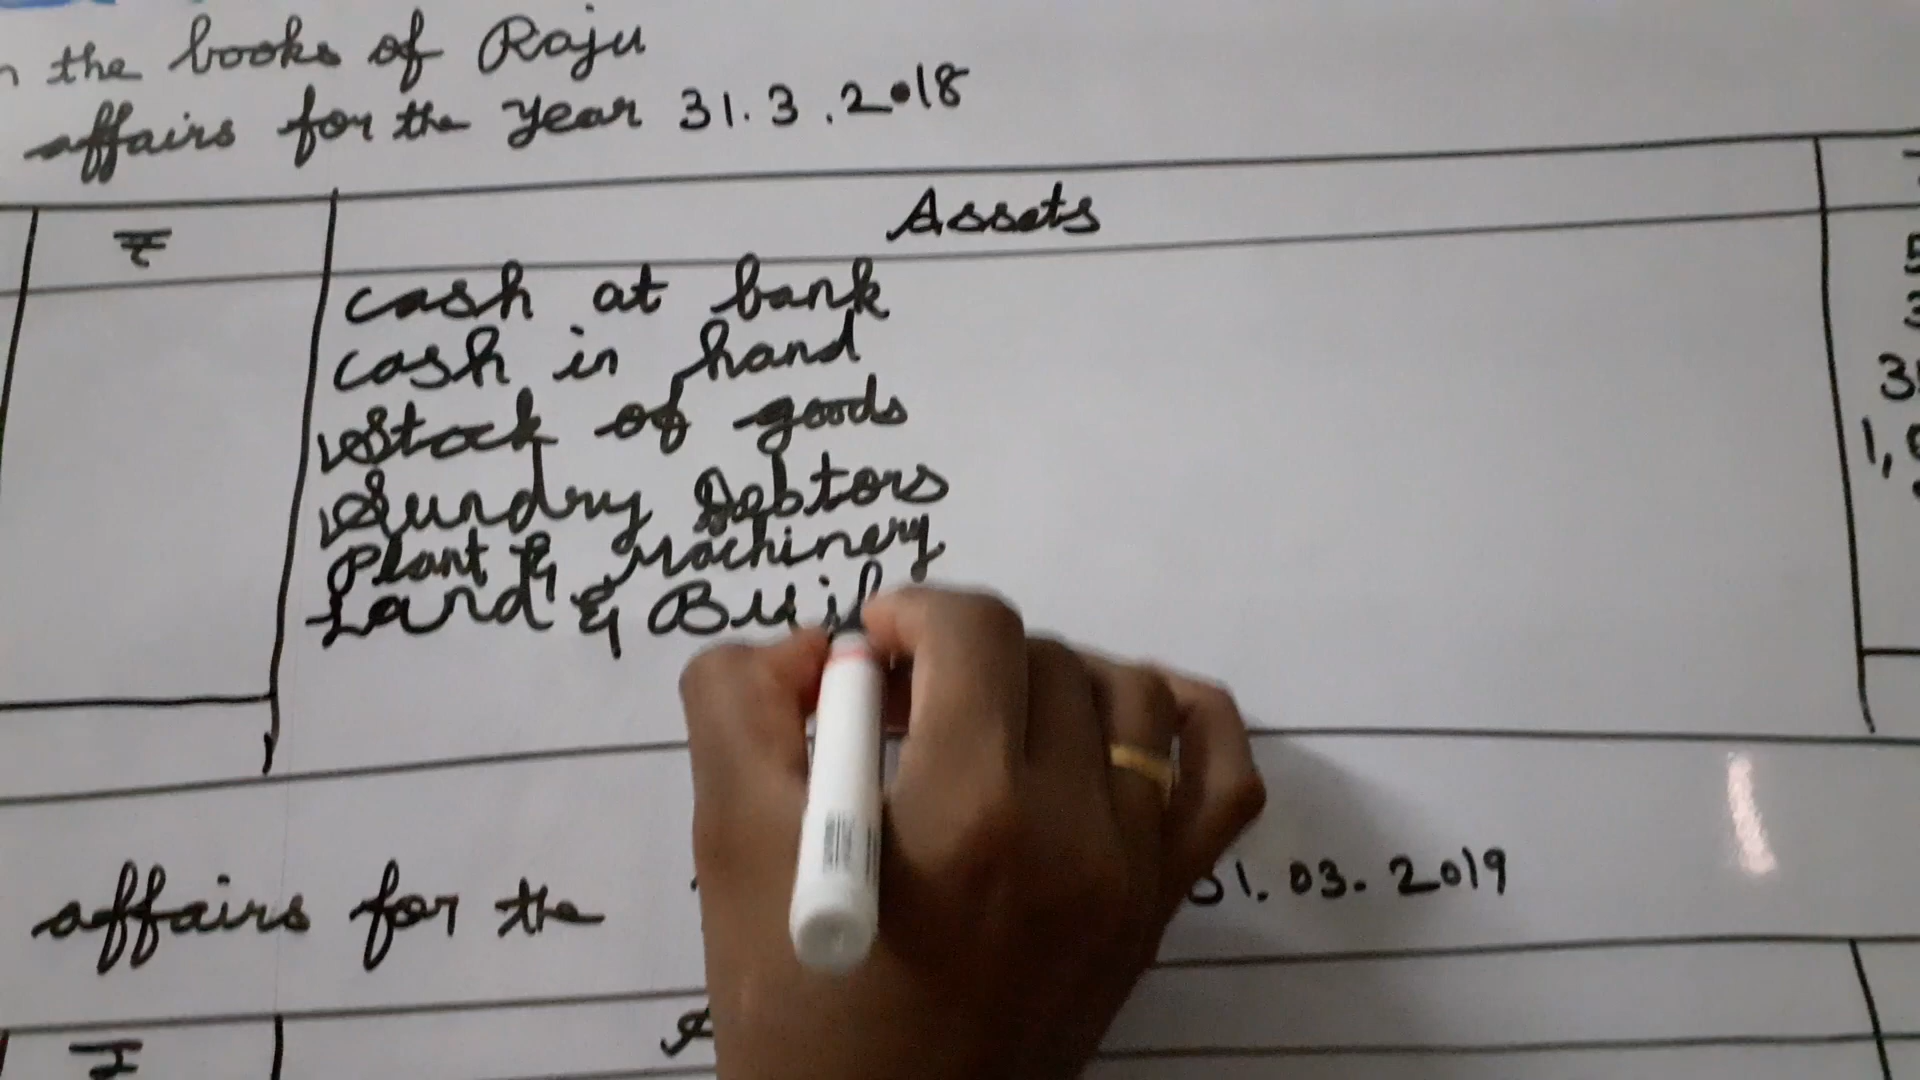 the books of Raju
affairs for the Year 31.3.2018
₹ Assets
cash at bank
cash in hand
Stock of goods
Sundry Debtors
Plant & Machinery
Land & Buil
affairs for the 31.03.2019
₹